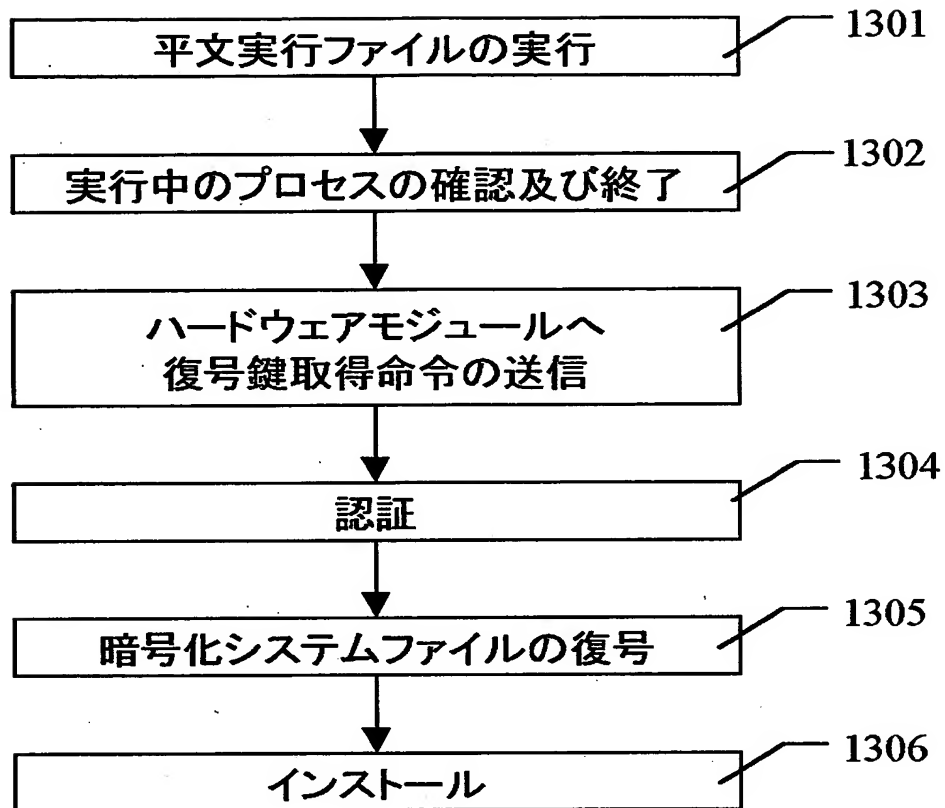 1301
平文実行ファイルの実行
1302
実行中のプロセスの確認及び終了
1303
ハードウェアモジュールへ
復号鍵取得命令の送信
1304
認証
1305
暗号化システムファイルの復号
1306
インストール